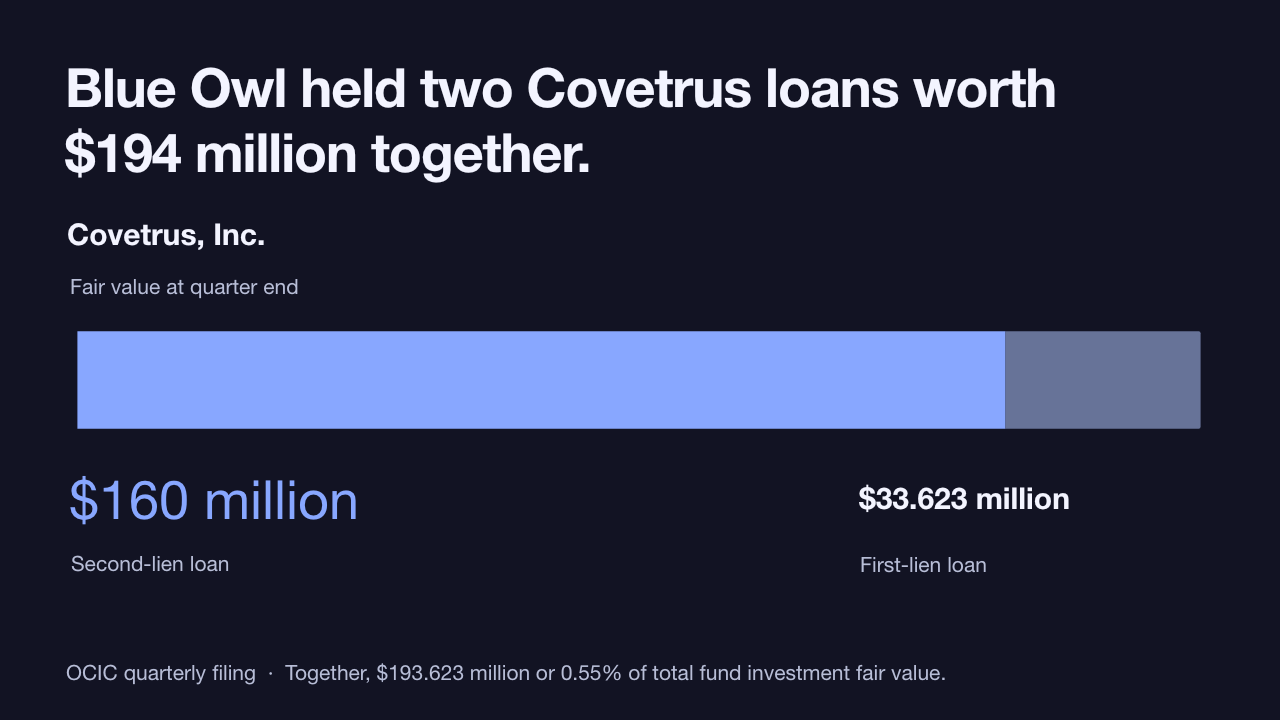 Blue Owl held two Covetrus loans worth
$194 million together.
Covetrus, Inc.
Fair value at quarter end
$160 million
$33.623 million
Second-lien loan
First-lien loan
OCIC quarterly filing · Together, $193.623 million or 0.55% of total fund investment fair value.